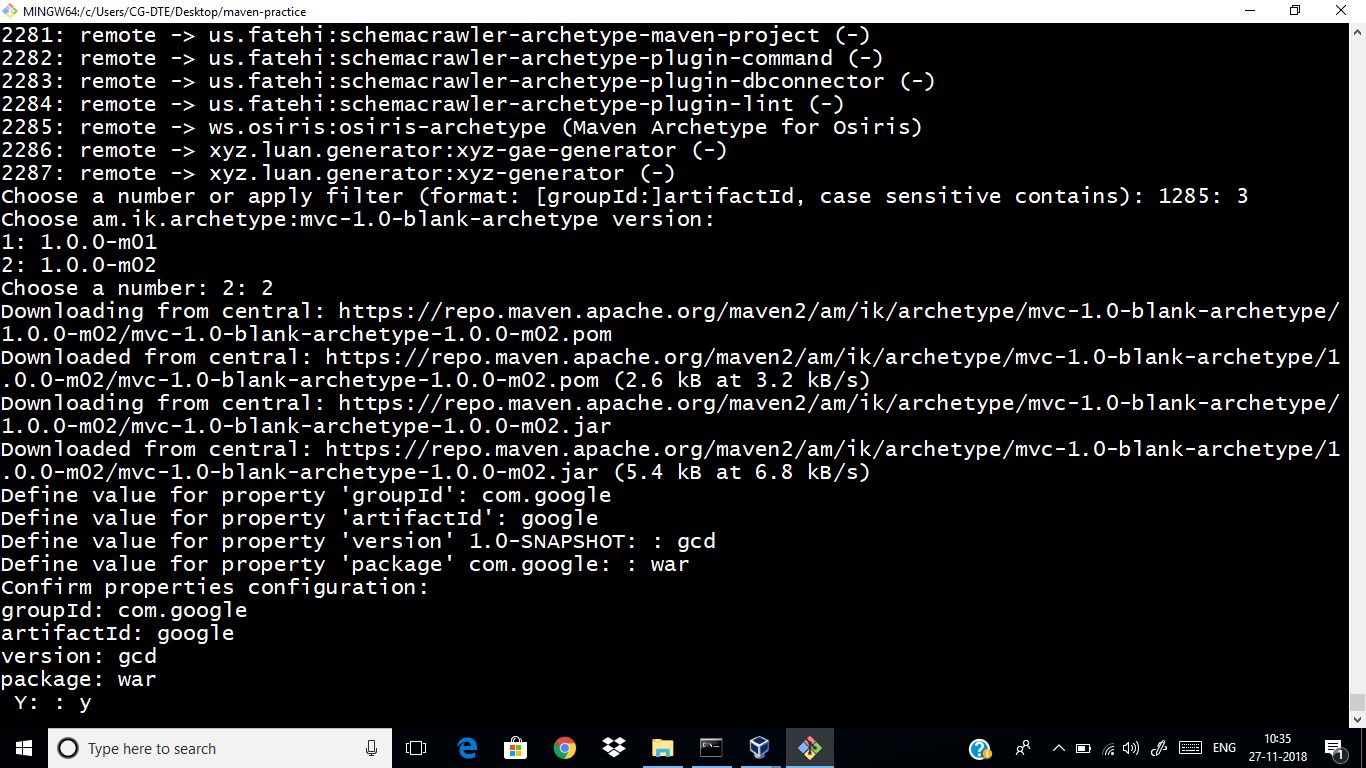 MINGW64:/c/Users/CG-DTE/Desktop/maven-practice
2281: remote -> us.fatehi:schemacrawler-archetype-maven-project (-)
2282: remote -> us.fatehi:schemacrawler-archetype-plugin-command (-)
2283: remote -> us.fatehi:schemacrawler-archetype-plugin-dbconnector (-)
2284: remote -> us.fatehi:schemacrawler-archetype-plugin-lint (-)
2285: remote -> ws.osiris:osiris-archetype (Maven Archetype for Osiris)
2286: remote -> xyz.luan.generator:xyz-gae-generator (-)
2287: remote -> xyz.luan.generator:xyz-generator (-)
Choose a number or apply filter (format: [groupId:]artifactId, case sensitive contains): 1285: 3
Choose am.ik.archetype:mvc-1.0-blank-archetype version:
1: 1.0.0-m01
2: 1.0.0-m02
Choose a number: 2: 2
Downloading from central: https://repo.maven.apache.org/maven2/am/ik/archetype/mvc-1.0-blank-archetype/
1.0.0-m02/mvc-1.0-blank-archetype-1.0.0-m02.pom
Downloaded from central: https://repo.maven.apache.org/maven2/am/ik/archetype/mvc-1.0-blank-archetype/1
.0.0-m02/mvc-1.0-blank-archetype-1.0.0-m02.pom (2.6 kB at 3.2 kB/s)
Downloading from central: https://repo.maven.apache.org/maven2/am/ik/archetype/mvc-1.0-blank-archetype/
1.0.0-m02/mvc-1.0-blank-archetype-1.0.0-m02.jar
Downloaded from central: https://repo.maven.apache.org/maven2/am/ik/archetype/mvc-1.0-blank-archetype/1
.0.0-m02/mvc-1.0-blank-archetype-1.0.0-m02.jar (5.4 kB at 6.8 kB/s)
Define value for property 'groupId': com.google
Define value for property 'artifactId': google
Define value for property 'version' 1.0-SNAPSHOT: : gcd
Define value for property 'package' com.google: : war
Confirm properties configuration:
groupId: com.google
artifactId: google
version: gcd
package: war
 Y: : y
Type here to search
ENG
10:35
27-11-2018
1